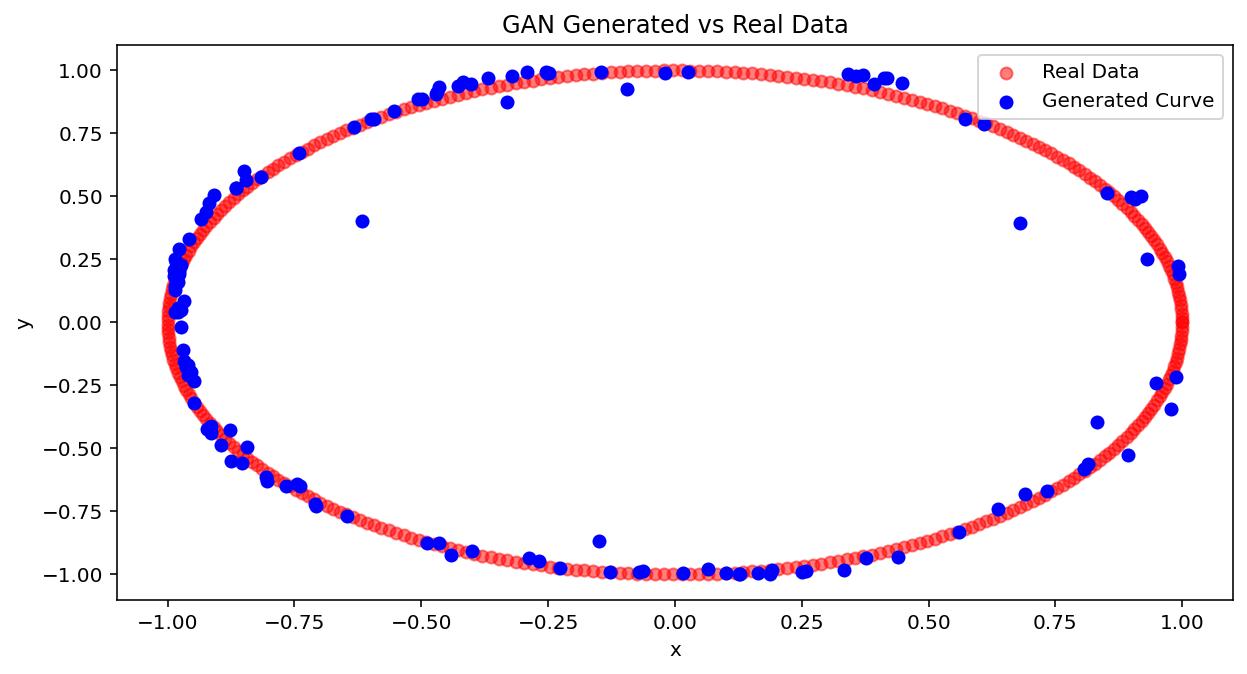 GAN Generated vs Real Data
Real Data
Generated Curve
1.00
0.75
0.50
0.25
0.00
−0.25
−0.50
−0.75
−1.00
y
−1.00 −0.75 −0.50 −0.25 0.00 0.25 0.50 0.75 1.00
x